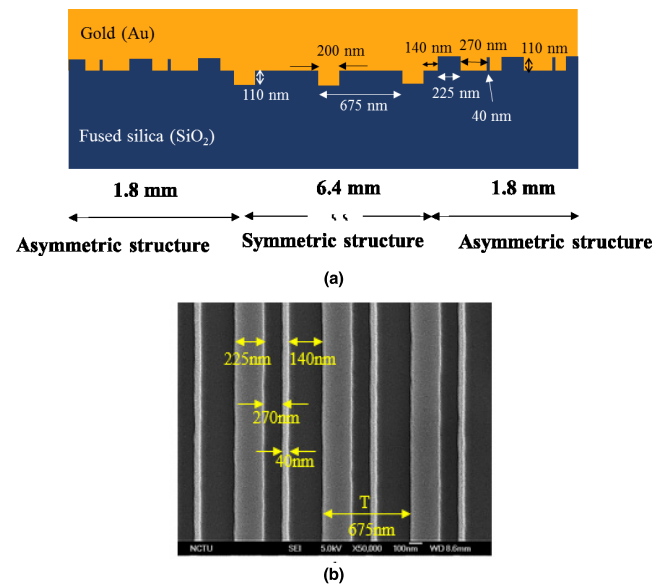 Gold (Au)
200 nm
140 nm
270 nm
110 nm
110 nm
675 nm
225 nm
40 nm
Fused silica (SiO₂)
1.8 mm
6.4 mm
1.8 mm
Asymmetric structure
Symmetric structure
Asymmetric structure
(a)
225nm
140nm
270nm
40nm
T
675nm
NCTU SEI 5.0kV X50,000 100nm WD 8.6mm
(b)